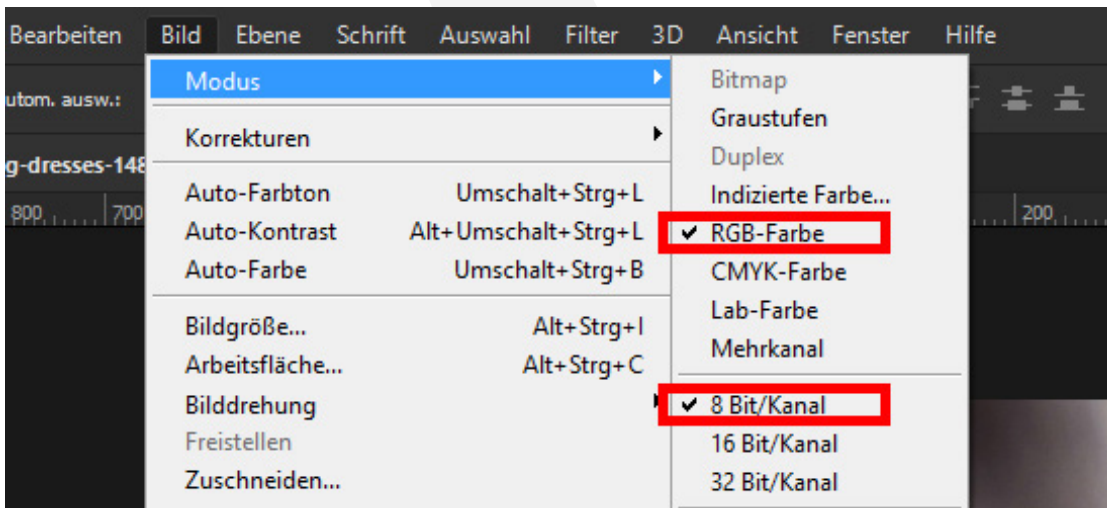 Bearbeiten Bild Ebene Schrift Auswahl Filter 3D Ansicht Fenster Hilfe
utom. ausw.:
g-dresses-148
800 700 200
Modus
Korrekturen
Auto-Farbton Umschalt+Strg+L
Auto-Kontrast Alt+Umschalt+Strg+L
Auto-Farbe Umschalt+Strg+B
Bildgröße... Alt+Strg+I
Arbeitsfläche... Alt+Strg+C
Bilddrehung
Freistellen
Zuschneiden...
Bitmap
Graustufen
Duplex
Indizierte Farbe...
✔ RGB-Farbe
CMYK-Farbe
Lab-Farbe
Mehrkanal
✔ 8 Bit/Kanal
16 Bit/Kanal
32 Bit/Kanal